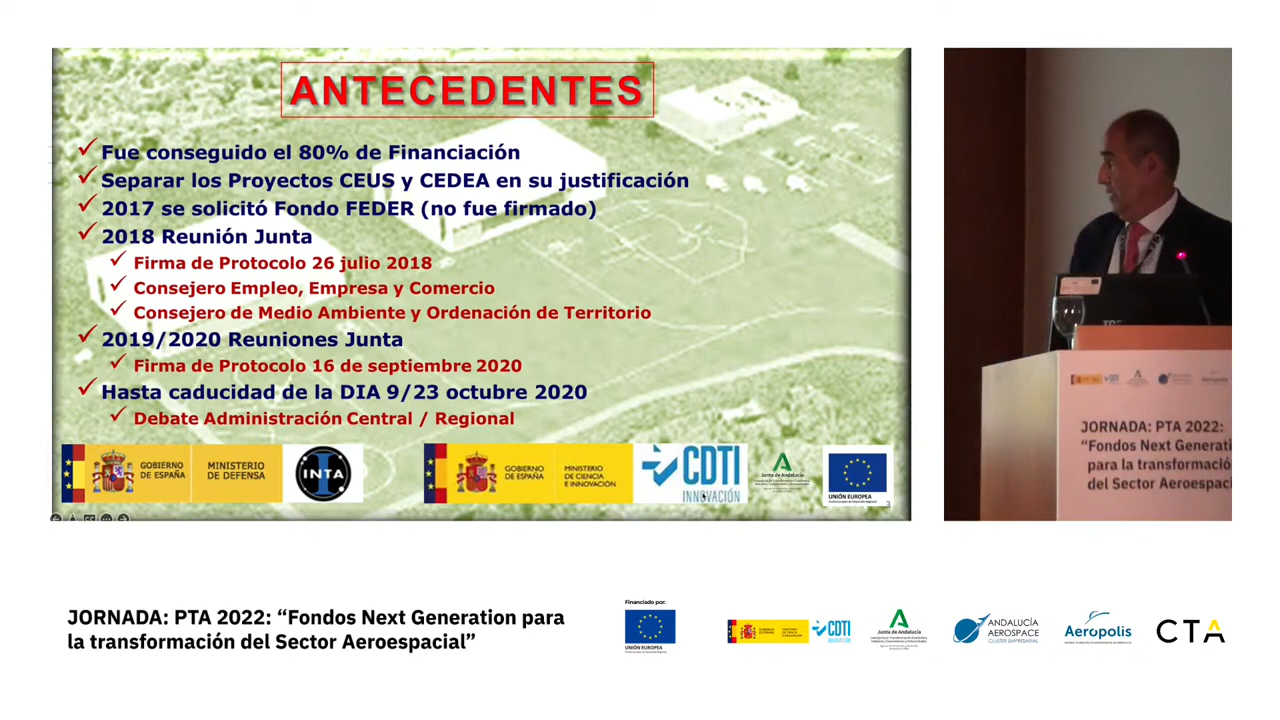 ANTECEDENTES
Fue conseguido el 80% de Financiación
Separar los Proyectos CEUS y CEDEA en su justificación
2017 se solicitó Fondo FEDER (no fue firmado)
2018 Reunión Junta
Firma de Protocolo 26 julio 2018
Consejero Empleo, Empresa y Comercio
Consejero de Medio Ambiente y Ordenación de Territorio
2019/2020 Reuniones Junta
Firma de Protocolo 16 de septiembre 2020
Hasta caducidad de la DIA 9/23 octubre 2020
Debate Administración Central / Regional
GOBIERNO
DE ESPAÑA
MINISTERIO
DE DEFENSA
INTA
GOBIERNO
DE ESPAÑA
MINISTERIO
DE CIENCIA
E INNOVACIÓN
CDTI
INNOVACIÓN
Junta de Andalucía
UNIÓN EUROPEA
3
JORNADA: PTA 2022:
“Fondos Next Generati
para la transformació
del Sector Aeroespaci
JORNADA: PTA 2022: “Fondos Next Generation para
la transformación del Sector Aeroespacial”
Financiado por:
UNIÓN EUROPEA
CDTI
Junta de Andalucía
ANDALUCÍA
AEROSPACE
CLUSTER EMPRESARIAL
Aeropolis
CTA